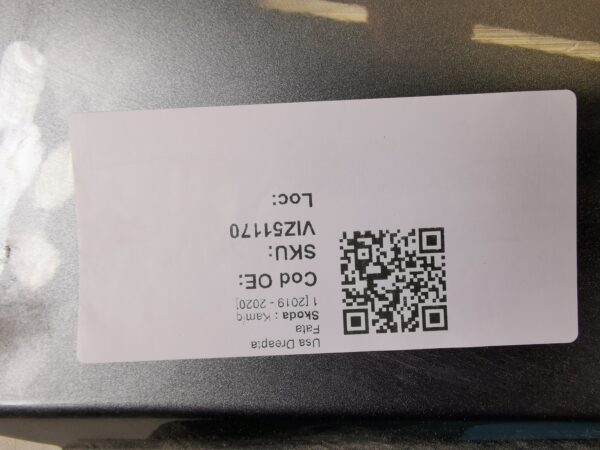 Usa Dreapta
Fata
Skoda : Kamiq
1 [2019 - 2020]
Cod OE:
SKU:
VIZ51170
Loc: